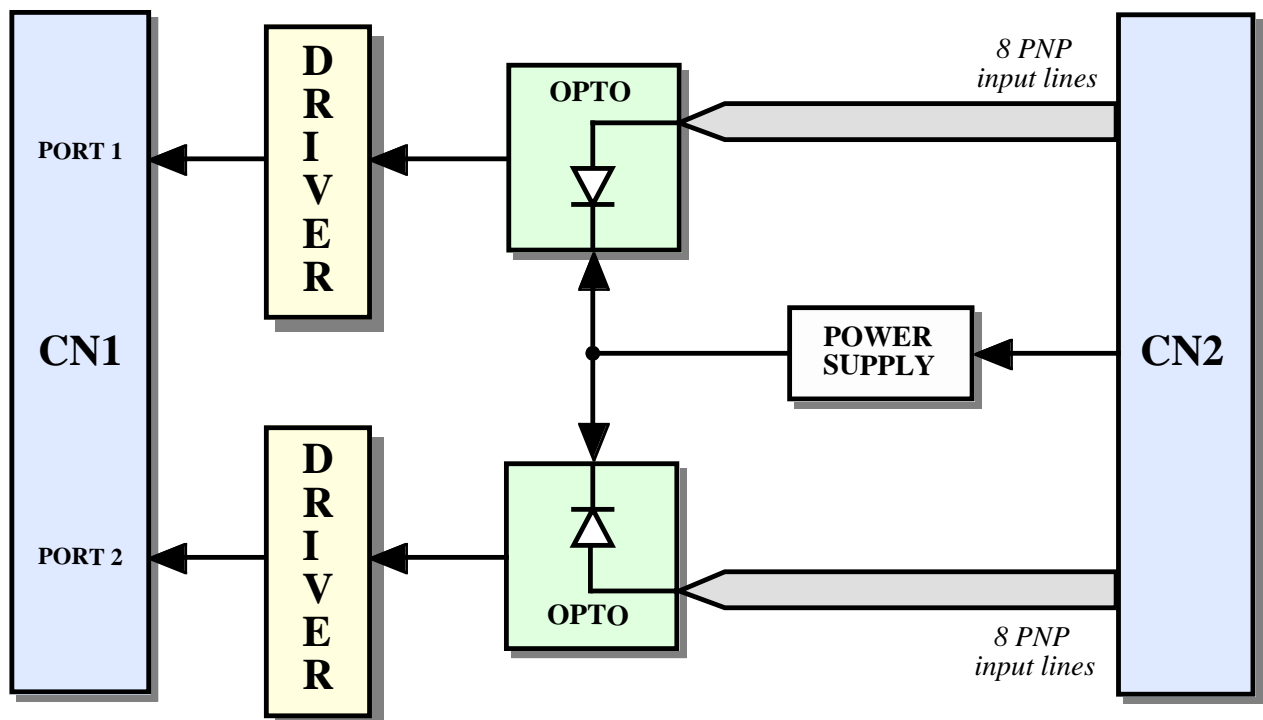 8 PNP
input lines
D
R
I
V
E
R
OPTO
PORT 1
CN1
POWER
SUPPLY
CN2
D
R
I
V
E
R
PORT 2
OPTO
8 PNP
input lines